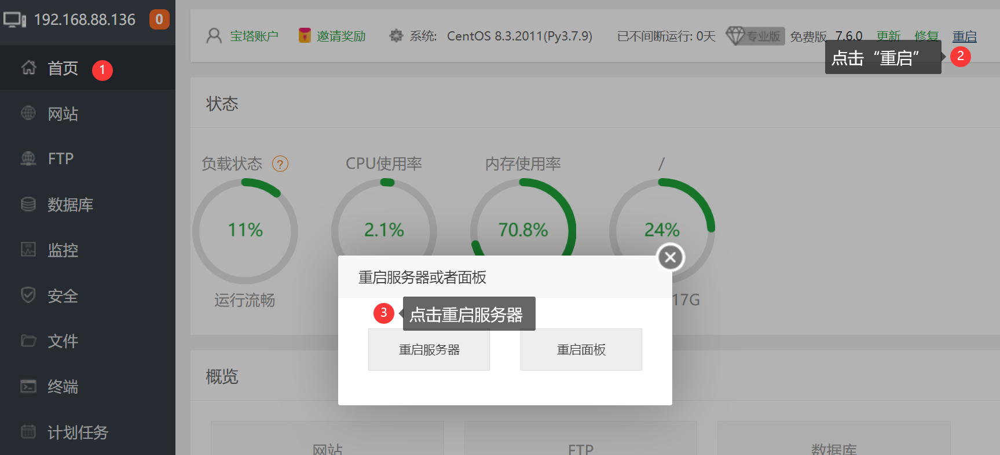 192.168.88.136 0
宝塔账户 邀请奖励 系统: CentOS 8.3.2011(Py3.7.9) 已不间断运行: 0天 专业版 免费版 7.6.0 更新 修复 重启
点击“重启” 2
首页 1
网站
FTP
数据库
监控
安全
文件
终端
计划任务
状态
负载状态 ? CPU使用率 内存使用率 /
11% 2.1% 70.8% 24%
运行流畅 17G
重启服务器或者面板
3 点击重启服务器
重启服务器 重启面板
概览
网站 FTP 数据库